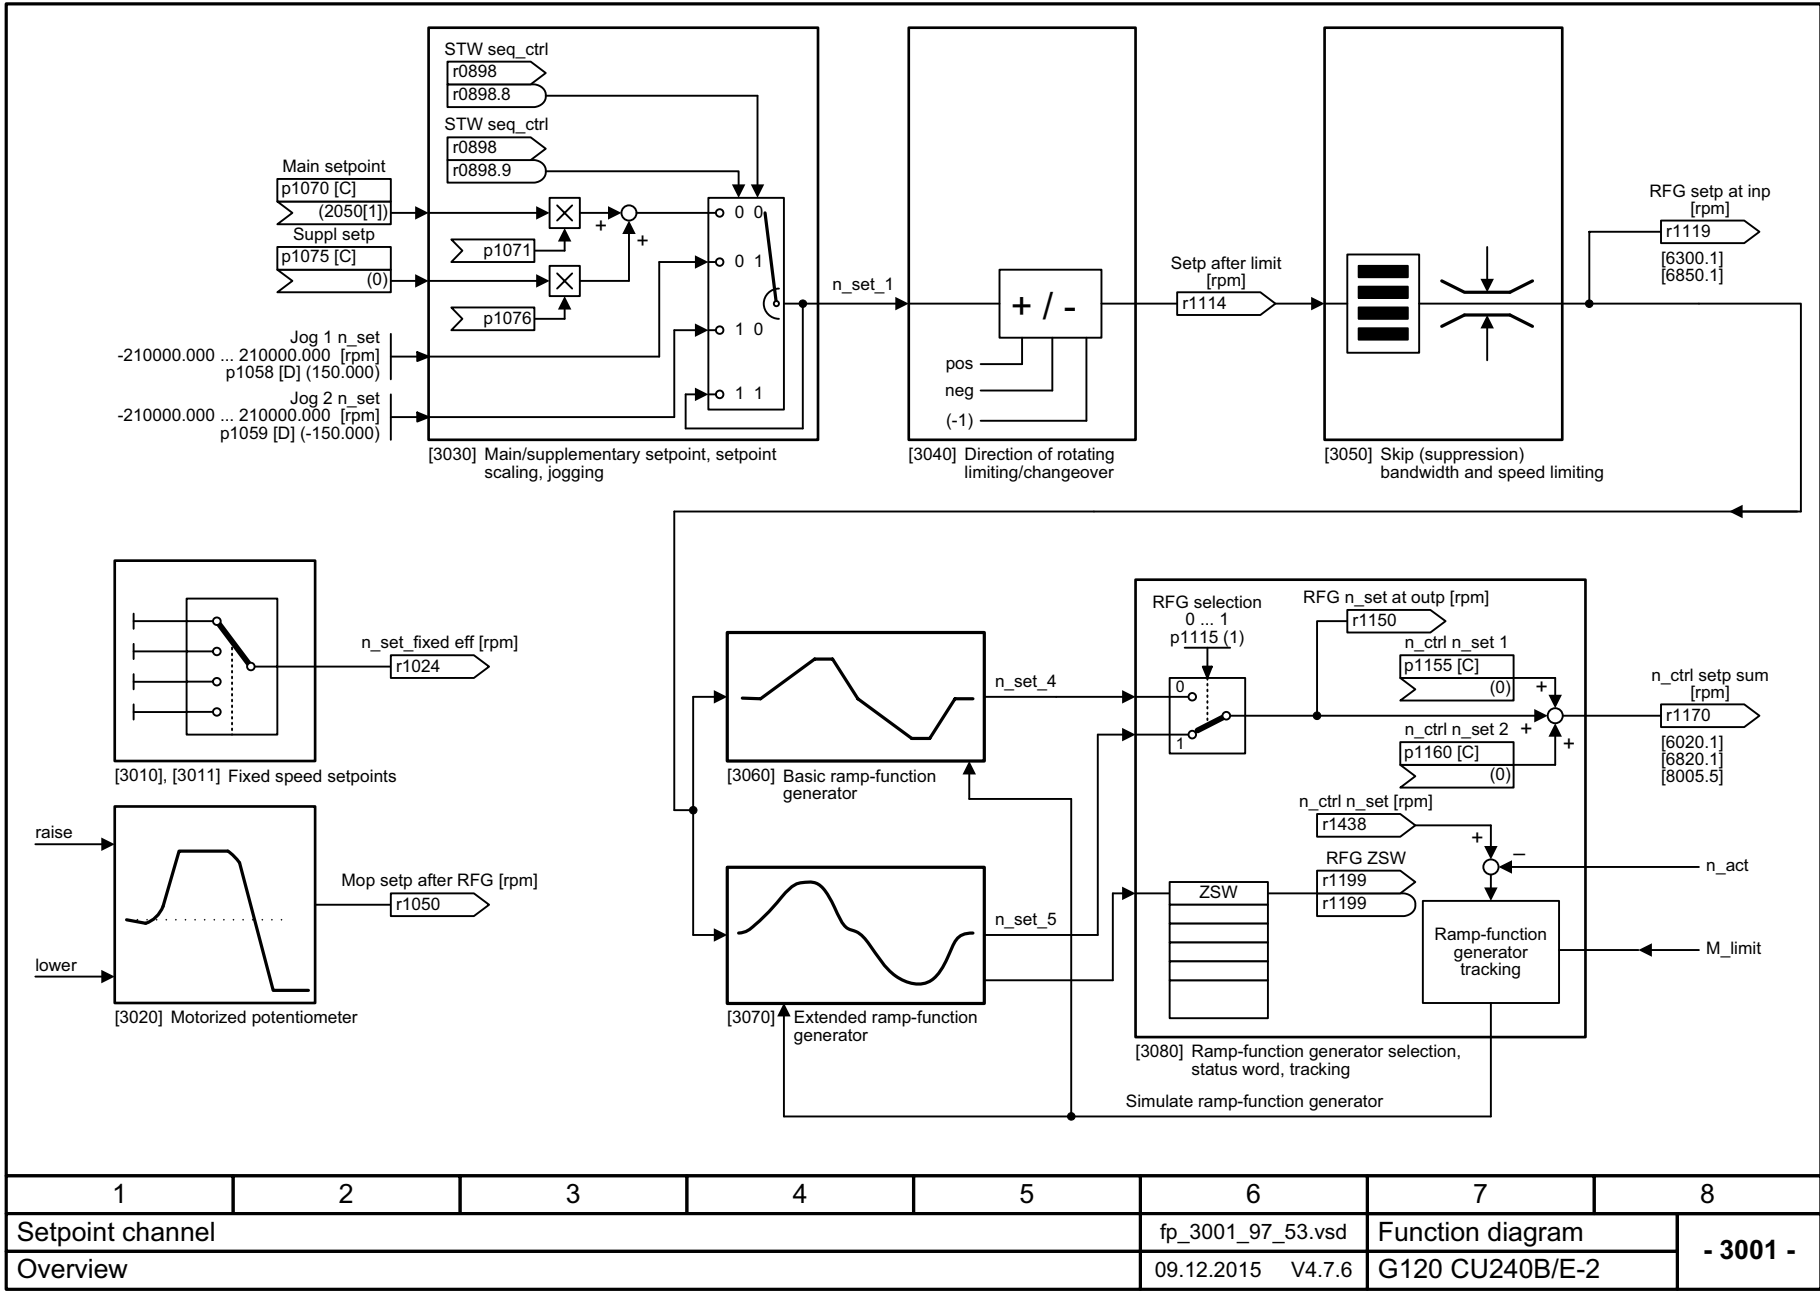 STW seq_ctrl
r0898
r0898.8
STW seq_ctrl
r0898
r0898.9
Main setpoint
p1070 [C]
(2050[1])
Suppl setp
p1075 [C]
(0)
p1071
p1076
+
+
0 0
0 1
1 0
1 1
Jog 1 n_set
-210000.000 ... 210000.000 [rpm]
p1058 [D] (150.000)
Jog 2 n_set
-210000.000 ... 210000.000 [rpm]
p1059 [D] (-150.000)
[3030] Main/supplementary setpoint, setpoint
scaling, jogging
n_set_1
+ / -
pos
neg
(-1)
[3040] Direction of rotating
limiting/changeover
Setp after limit
[rpm]
r1114
[3050] Skip (suppression)
bandwidth and speed limiting
RFG setp at inp
[rpm]
r1119
[6300.1]
[6850.1]
n_set_fixed eff [rpm]
r1024
[3010], [3011] Fixed speed setpoints
raise
lower
Mop setp after RFG [rpm]
r1050
[3020] Motorized potentiometer
n_set_4
[3060] Basic ramp-function
generator
n_set_5
[3070] Extended ramp-function
generator
RFG selection
0 ... 1
p1115 (1)
0
1
RFG n_set at outp [rpm]
r1150
n_ctrl n_set 1
p1155 [C]
(0)
+
n_ctrl n_set 2
+
+
p1160 [C]
(0)
n_ctrl setp sum
[rpm]
r1170
[6020.1]
[6820.1]
[8005.5]
n_ctrl n_set [rpm]
r1438
+
–
n_act
RFG ZSW
r1199
r1199
ZSW
Ramp-function
generator
tracking
M_limit
[3080] Ramp-function generator selection,
status word, tracking
Simulate ramp-function generator
1 2 3 4 5 6 7 8
Setpoint channel
fp_3001_97_53.vsd
Function diagram
- 3001 -
Overview
09.12.2015 V4.7.6
G120 CU240B/E-2